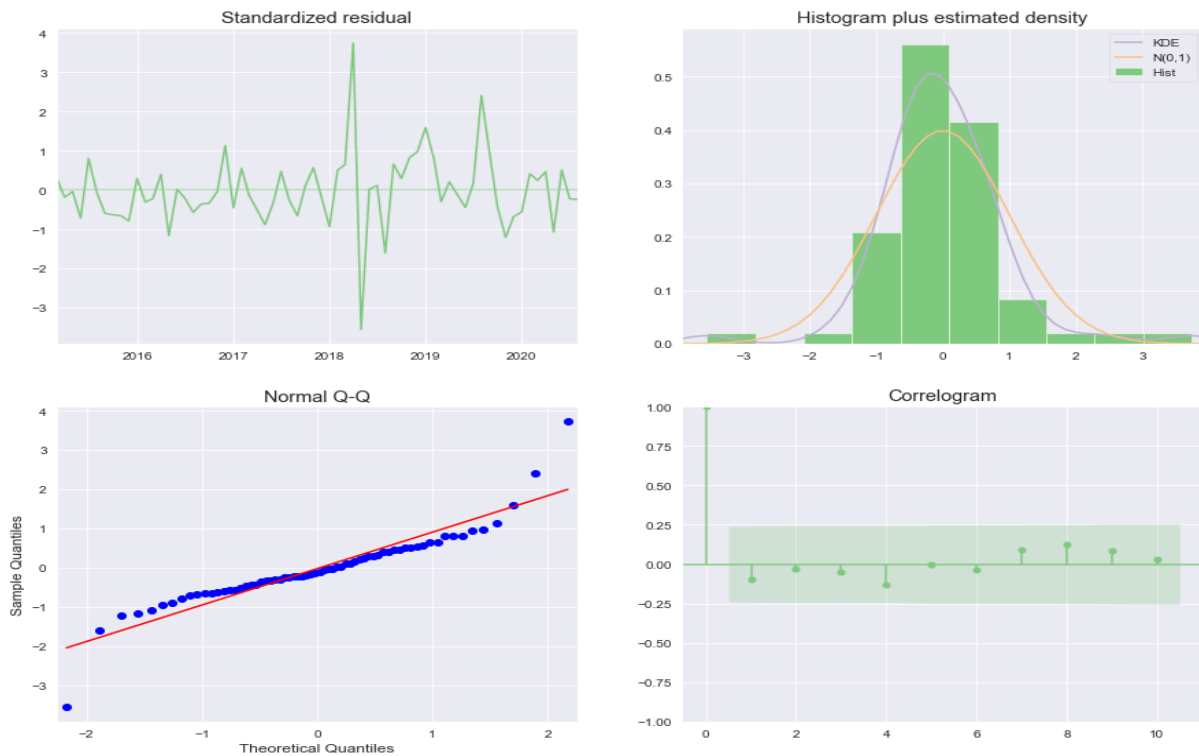 Standardized residual
4
3
2
1
0
−1
−2
−3
2016 2017 2018 2019 2020
Histogram plus estimated density
KDE
N(0,1)
Hist
0.5
0.4
0.3
0.2
0.1
0.0
−3 −2 −1 0 1 2 3
Normal Q-Q
Sample Quantiles
4
3
2
1
0
−1
−2
−3
−2 −1 0 1 2
Theoretical Quantiles
Correlogram
1.00
0.75
0.50
0.25
0.00
−0.25
−0.50
−0.75
−1.00
0 2 4 6 8 10